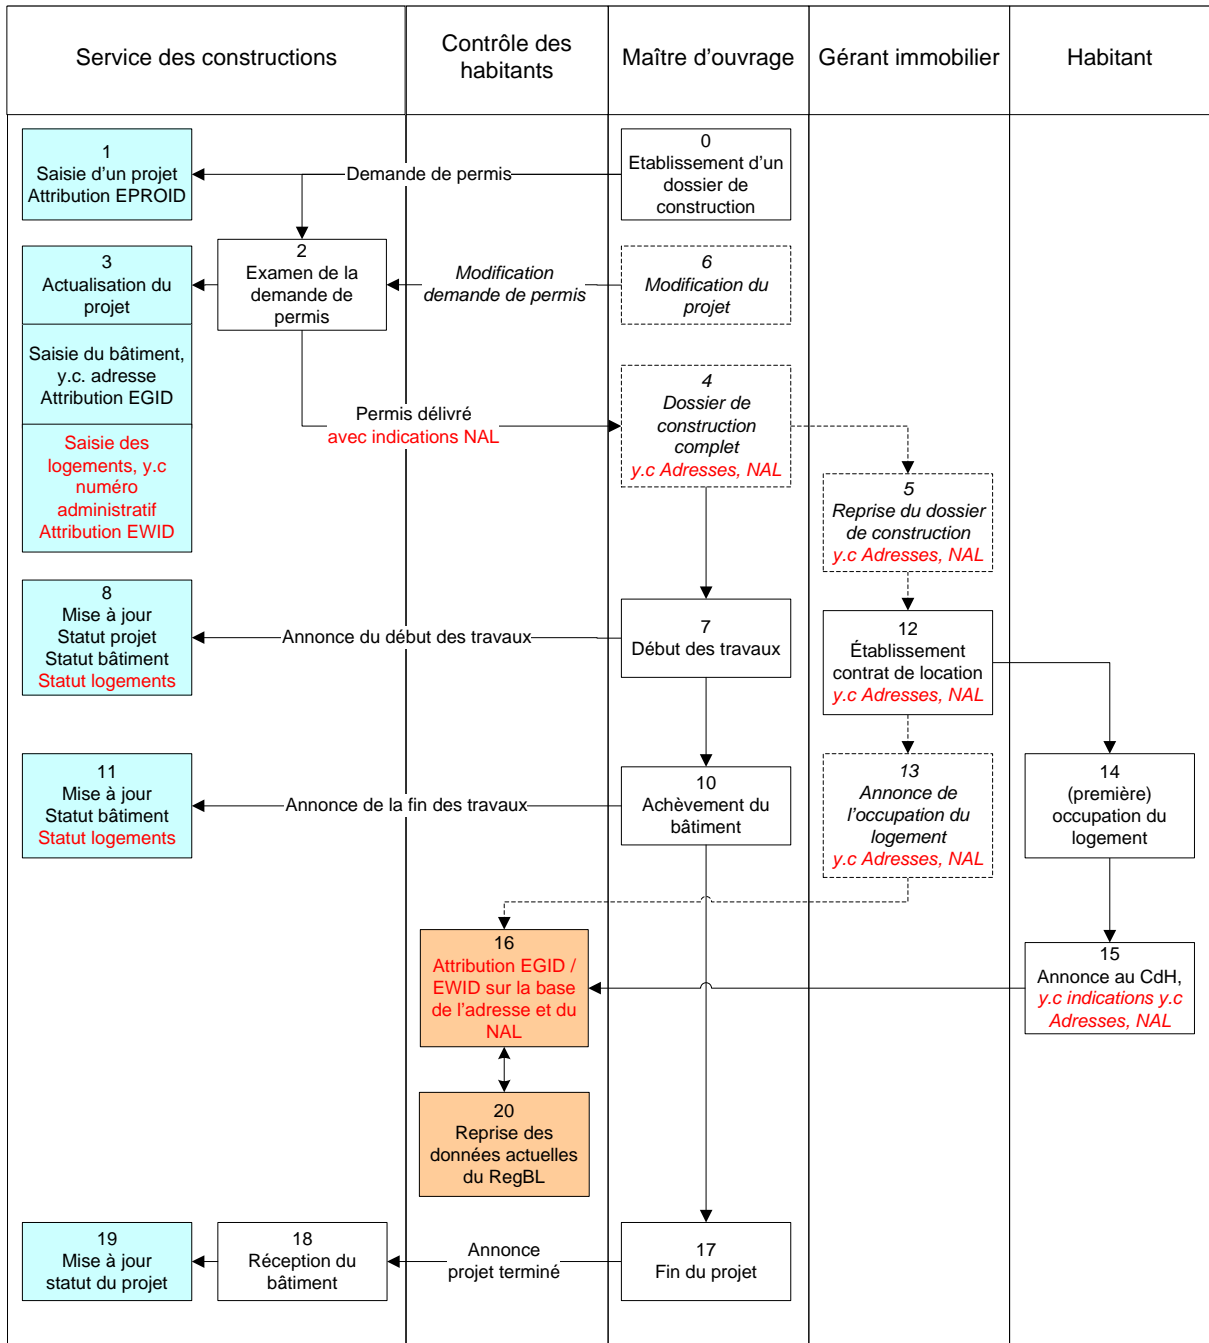 Service des constructions
Contrôle des
habitants
Maître d'ouvrage
Gérant immobilier
Habitant
1
Saisie d'un projet
Attribution EPROID
Demande de permis
0
Etablissement d'un
dossier de
construction
3
Actualisation du
projet
2
Examen de la
demande de
permis
Modification
demande de permis
6
Modification du
projet
Saisie du bâtiment,
y.c. adresse
Attribution EGID
Permis délivré
avec indications NAL
4
Dossier de
construction
complet
y.c Adresses, NAL
Saisie des
logements, y.c
numéro
administratif
Attribution EWID
5
Reprise du dossier
de construction
y.c Adresses, NAL
8
Mise à jour
Statut projet
Statut bâtiment
Statut logements
Annonce du début des travaux
7
Début des travaux
12
Établissement
contrat de location
y.c Adresses, NAL
11
Mise à jour
Statut bâtiment
Statut logements
Annonce de la fin des travaux
10
Achèvement du
bâtiment
13
Annonce de
l'occupation du
logement
y.c Adresses, NAL
14
(première)
occupation du
logement
16
Attribution EGID /
EWID sur la base
de l'adresse et du
NAL
15
Annonce au CdH,
y.c indications y.c
Adresses, NAL
20
Reprise des
données actuelles
du RegBL
19
Mise à jour
statut du projet
18
Réception du
bâtiment
Annonce
projet terminé
17
Fin du projet